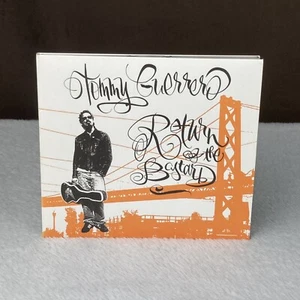 Tommy Guerrero
Return
of the
Bastard